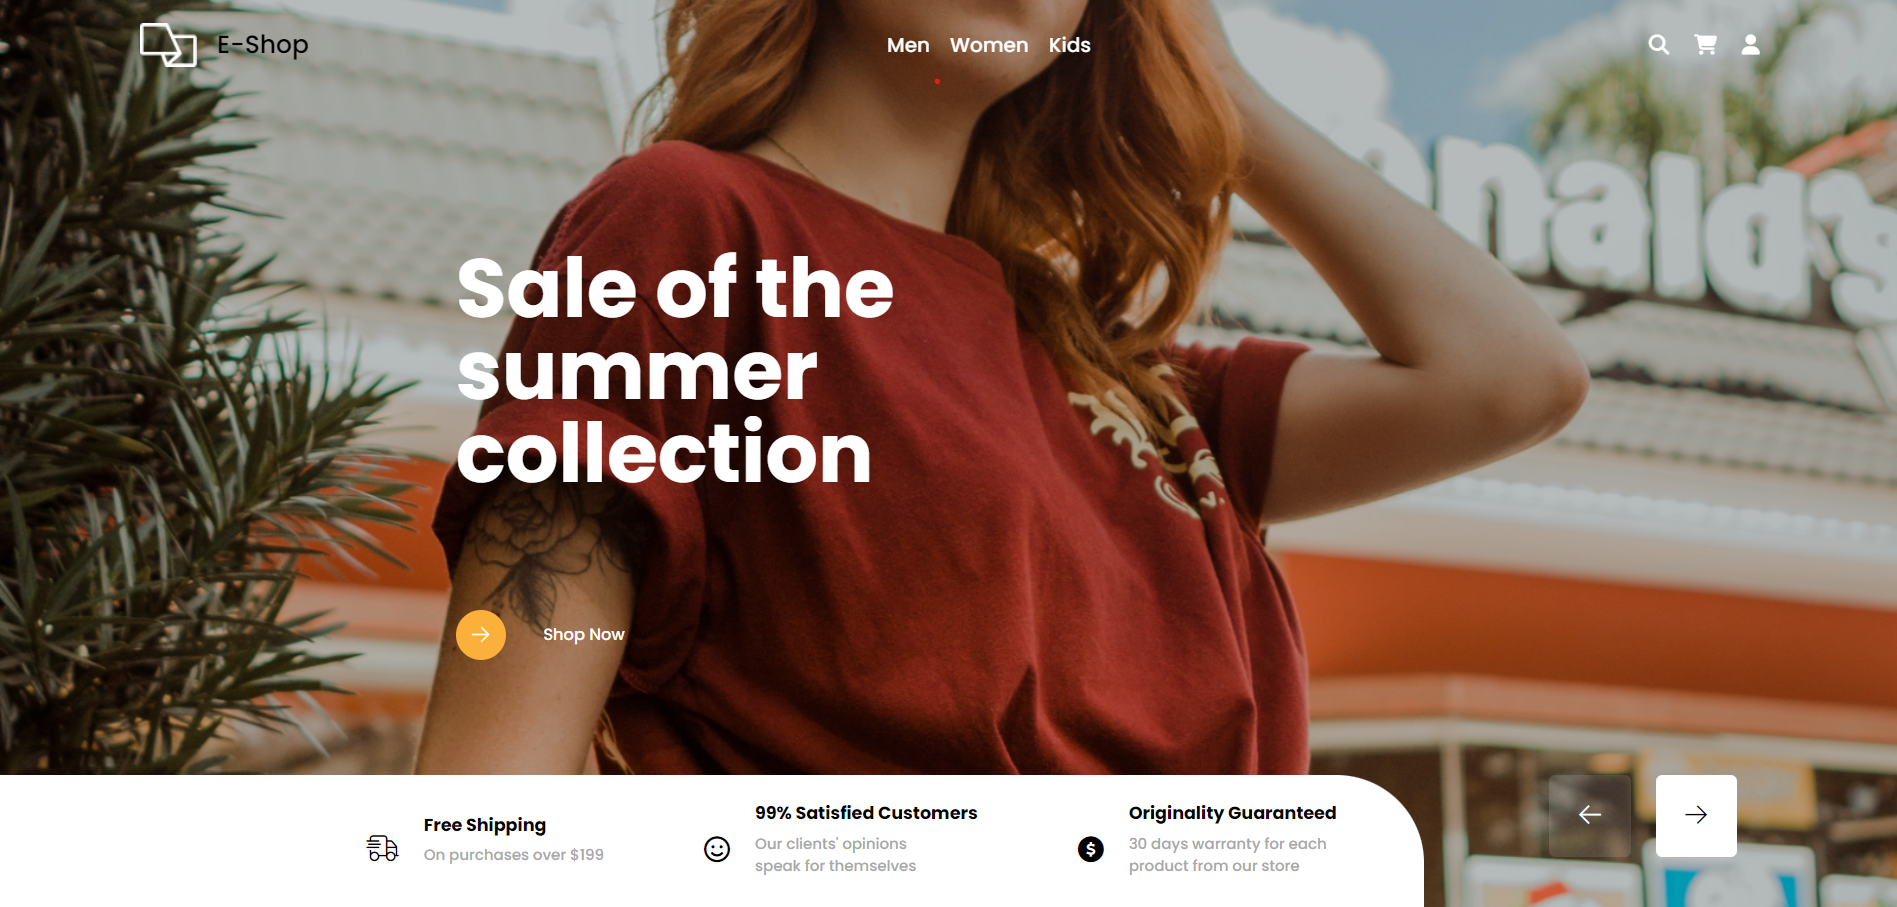 E-Shop
Men Women Kids
nald's
Sale of the
summer
collection
Shop Now
Free Shipping
On purchases over $199
99% Satisfied Customers
Our clients' opinions
speak for themselves
Originality Guaranteed
30 days warranty for each
product from our store